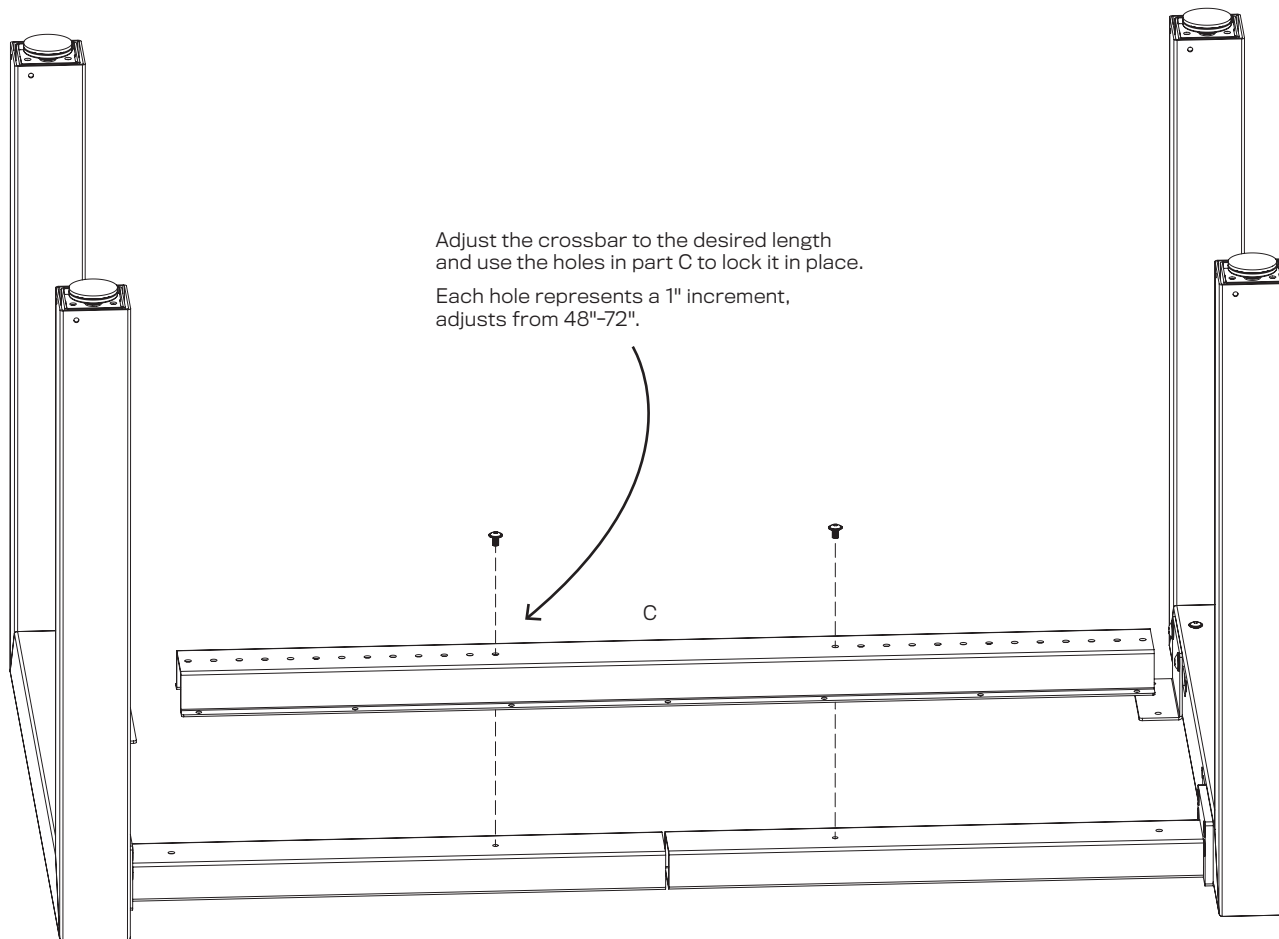 Adjust the crossbar to the desired length
and use the holes in part C to lock it in place.
Each hole represents a 1" increment,
adjusts from 48"–72".
C